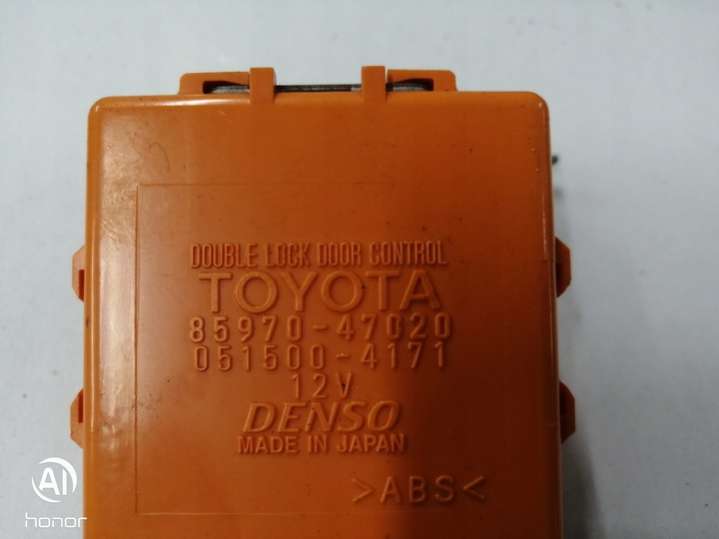 DOUBLE LOCK DOOR CONTROL
TOYOTA
85970-47020
051500-4171
12V
DENSO
MADE IN JAPAN
>ABS<
AI
honor